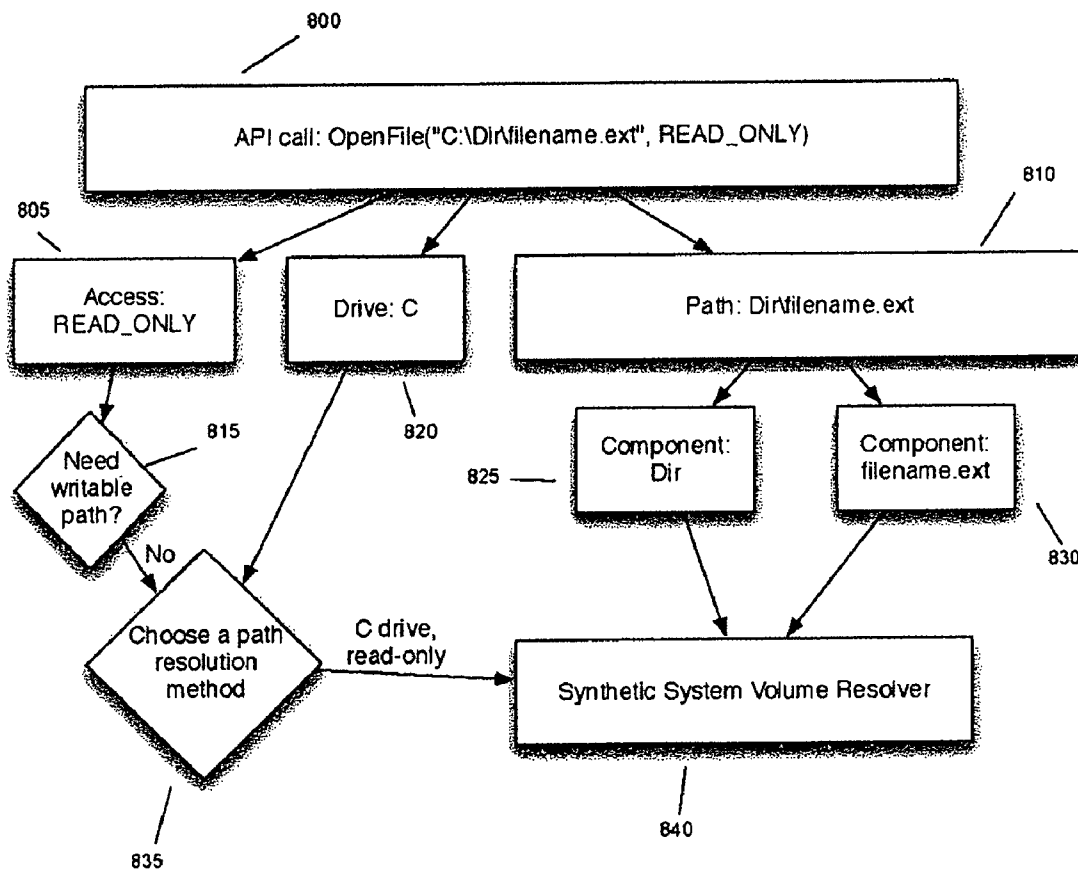 800
API call: OpenFile("C:\Dir\filename.ext", READ_ONLY)
810
805
Access:
READ_ONLY
Drive: C
Path: Dir\filename.ext
820
815
Need
writable
path?
No
825
Component:
Dir
Component:
filename.ext
830
Choose a path
resolution
method
C drive,
read-only
Synthetic System Volume Resolver
840
835